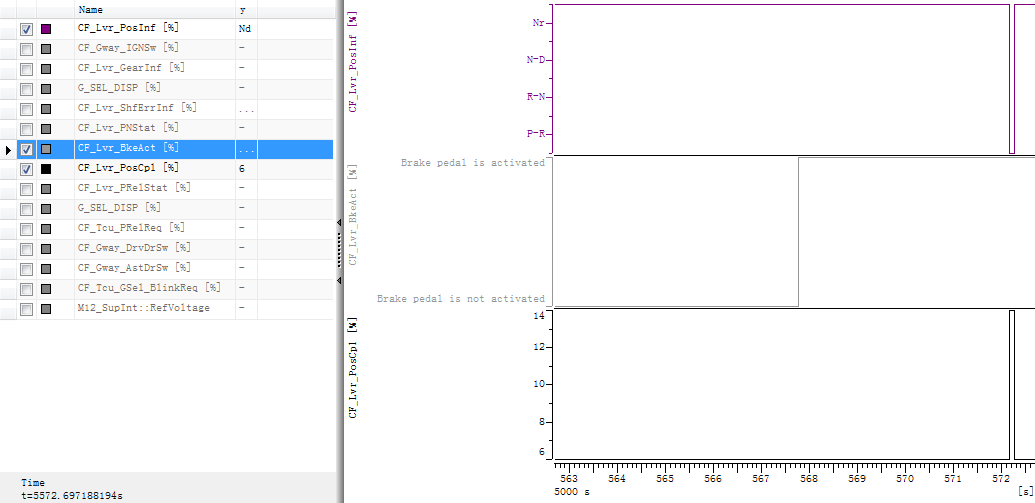 Name y
CF_Lvr_PosInf [%] Nd
CF_Gway_IGNSw [%] -
CF_Lvr_GearInf [%] -
G_SEL_DISP [%] -
CF_Lvr_ShfErrInf [%] ...
CF_Lvr_PNStat [%] -
CF_Lvr_BkeAct [%] ...
CF_Lvr_PosCpl [%] 6
CF_Lvr_PRelStat [%] -
G_SEL_DISP [%] -
CF_Tcu_PRelReq [%] -
CF_Gway_DrvDrSw [%] -
CF_Gway_AstDrSw [%] -
CF_Tcu_GSel_BlinkReq [%] -
M12_SupInt::RefVoltage -
Time
t=5572.697188194s
CF_Lvr_PosInf [%]
Nr
N-D
R-N
P-R
CF_Lvr_BkeAct [%]
Brake pedal is activated
Brake pedal is not activated
CF_Lvr_PosCpl [%]
14
12
10
8
6
563 564 565 566 567 568 569 570 571 572
5000 s [s]